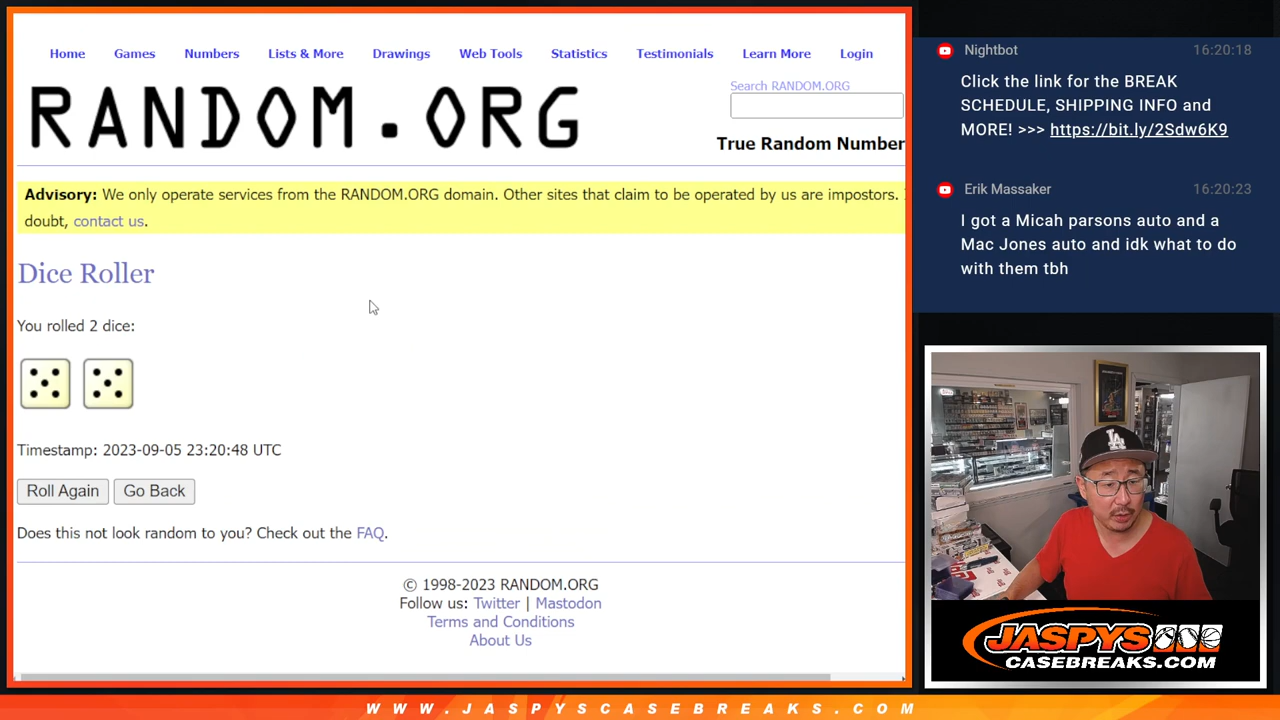 Home Games Numbers Lists & More Drawings Web Tools Statistics Testimonials Learn More Login
Search RANDOM.ORG
RANDOM.ORG
True Random Number
Advisory: We only operate services from the RANDOM.ORG domain. Other sites that claim to be operated by us are impostors.
doubt, contact us.
Dice Roller
You rolled 2 dice:
Timestamp: 2023-09-05 23:20:48 UTC
Roll Again Go Back
Does this not look random to you? Check out the FAQ.
© 1998-2023 RANDOM.ORG
Follow us: Twitter | Mastodon
Terms and Conditions
About Us
Nightbot 16:20:18
Click the link for the BREAK
SCHEDULE, SHIPPING INFO and
MORE! >>> https://bit.ly/2Sdw6K9
Erik Massaker 16:20:23
I got a Micah parsons auto and a
Mac Jones auto and idk what to do
with them tbh
LA
JASPYS
CASEBREAKS.COM
WWW.JASPYSCASEBREAKS.COM